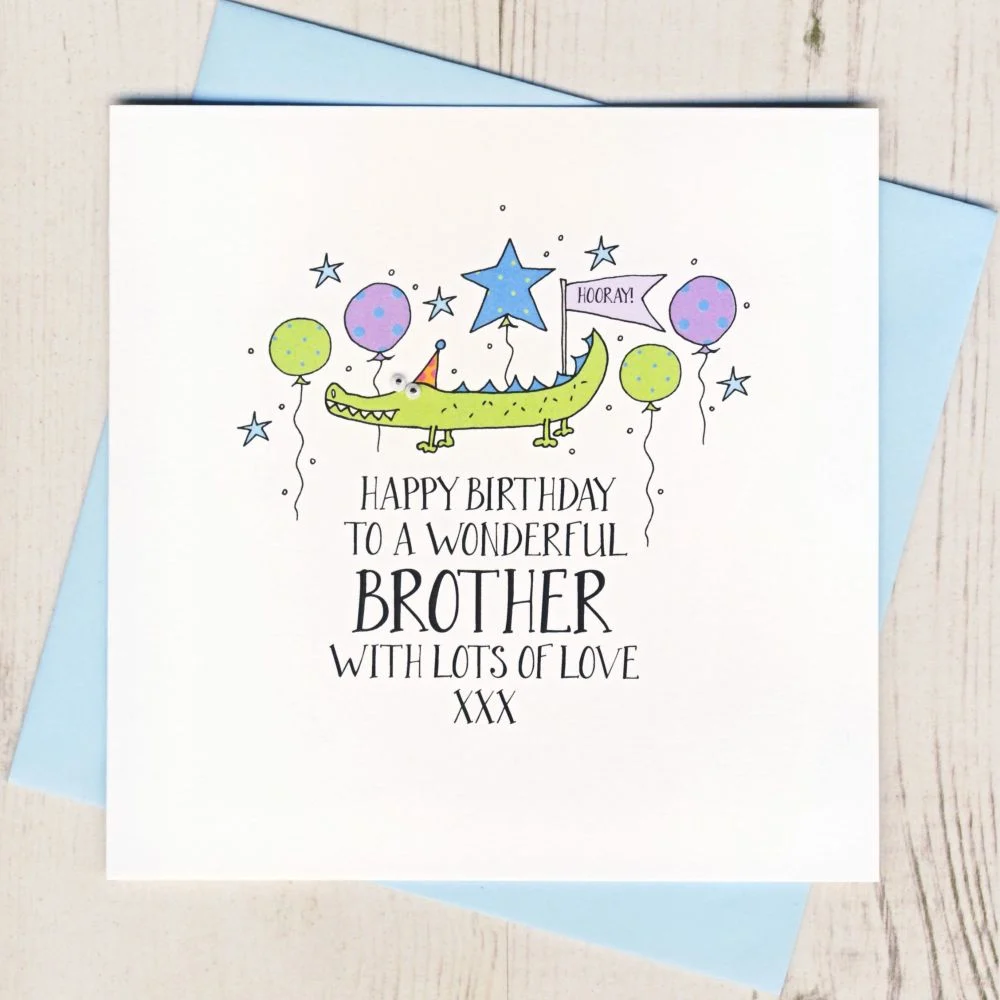 HOORAY!
HAPPY BIRTHDAY
TO A WONDERFUL
BROTHER
WITH LOTS OF LOVE
XXX